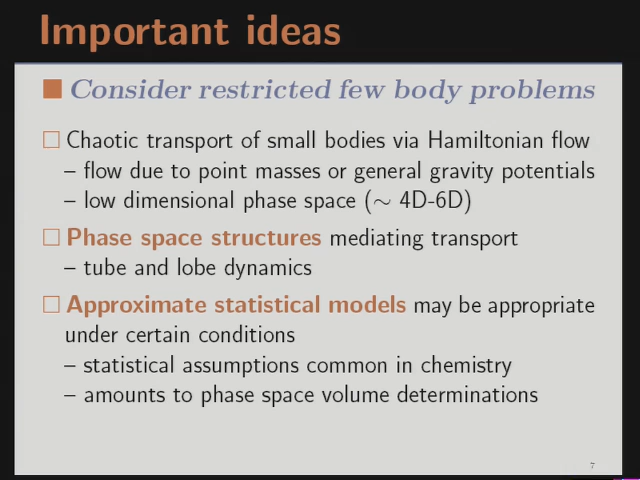 Important ideas
Consider restricted few body problems
Chaotic transport of small bodies via Hamiltonian flow
– flow due to point masses or general gravity potentials
– low dimensional phase space (∼ 4D-6D)
Phase space structures mediating transport
– tube and lobe dynamics
Approximate statistical models may be appropriate
under certain conditions
– statistical assumptions common in chemistry
– amounts to phase space volume determinations
7